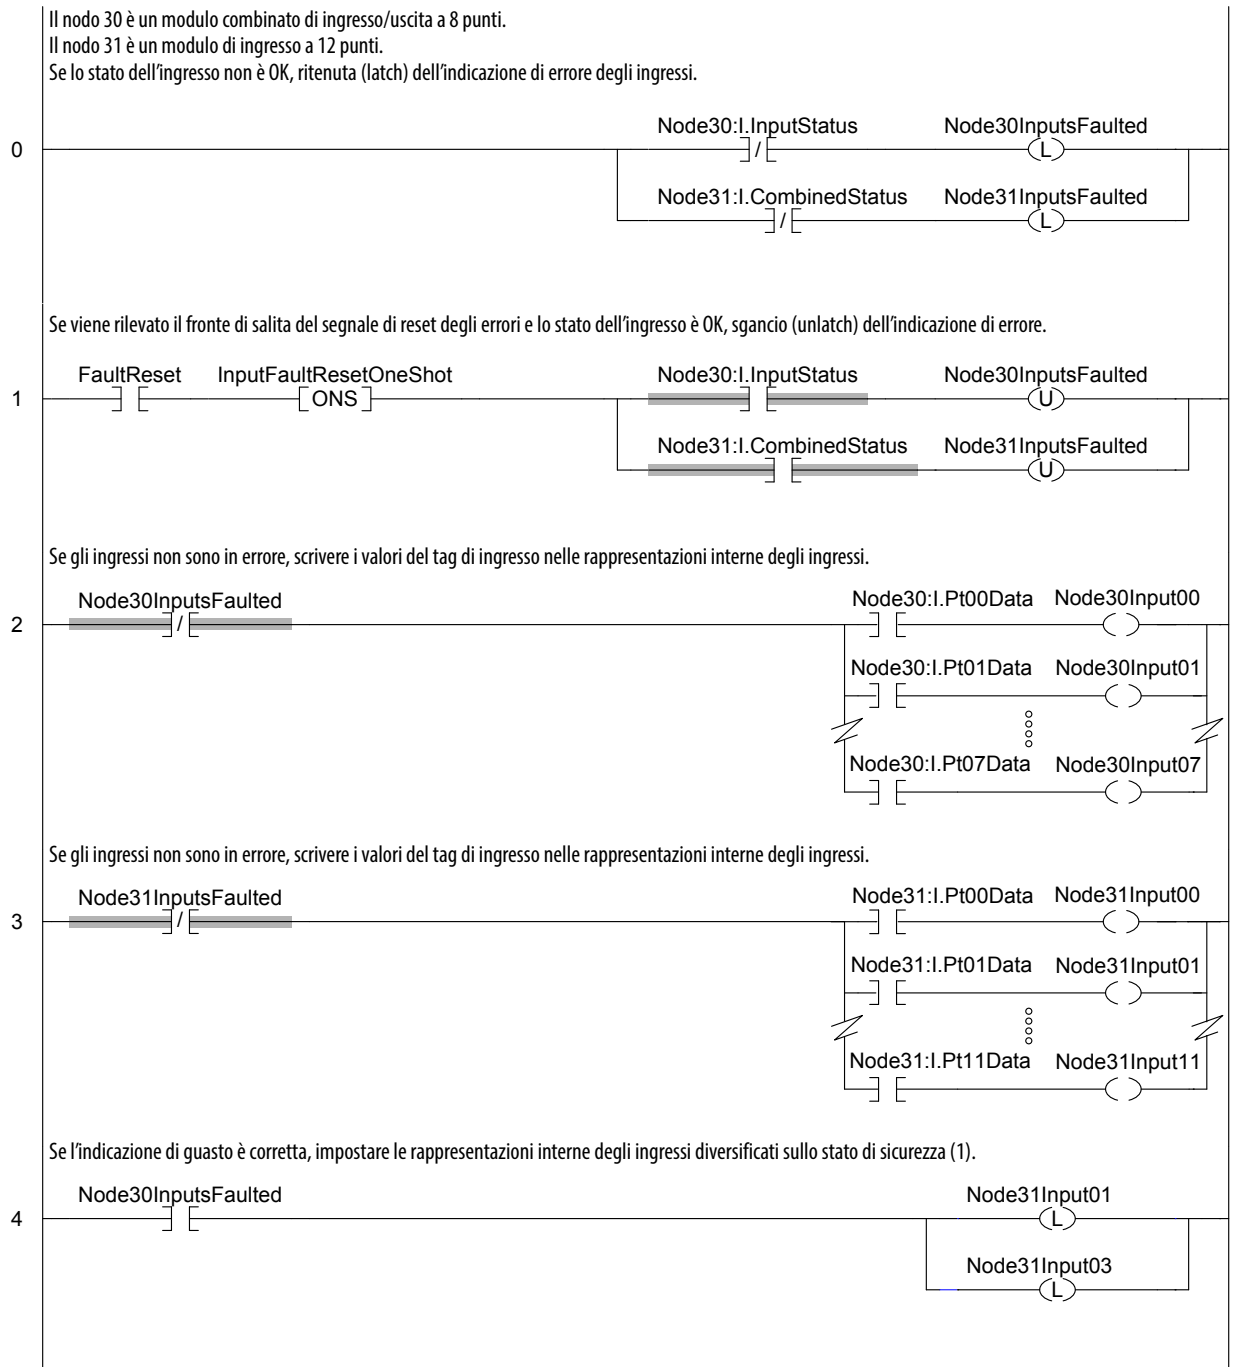 Il nodo 30 è un modulo combinato di ingresso/uscita a 8 punti.
Il nodo 31 è un modulo di ingresso a 12 punti.
Se lo stato dell'ingresso non è OK, ritenuta (latch) dell'indicazione di errore degli ingressi.
Node30:I.InputStatus Node30InputsFaulted
0 / L
Node31:I.CombinedStatus Node31InputsFaulted
/ L
Se viene rilevato il fronte di salita del segnale di reset degli errori e lo stato dell'ingresso è OK, sgancio (unlatch) dell'indicazione di errore.
FaultReset InputFaultResetOneShot Node30:I.InputStatus Node30InputsFaulted
1 ONS U
Node31:I.CombinedStatus Node31InputsFaulted
U
Se gli ingressi non sono in errore, scrivere i valori del tag di ingresso nelle rappresentazioni interne degli ingressi.
Node30InputsFaulted Node30:I.Pt00Data Node30Input00
2 /
Node30:I.Pt01Data Node30Input01
Node30:I.Pt07Data Node30Input07
Se gli ingressi non sono in errore, scrivere i valori del tag di ingresso nelle rappresentazioni interne degli ingressi.
Node31InputsFaulted Node31:I.Pt00Data Node31Input00
3 /
Node31:I.Pt01Data Node31Input01
Node31:I.Pt11Data Node31Input11
Se l'indicazione di guasto è corretta, impostare le rappresentazioni interne degli ingressi diversificati sullo stato di sicurezza (1).
Node30InputsFaulted Node31Input01
4 L
Node31Input03
L